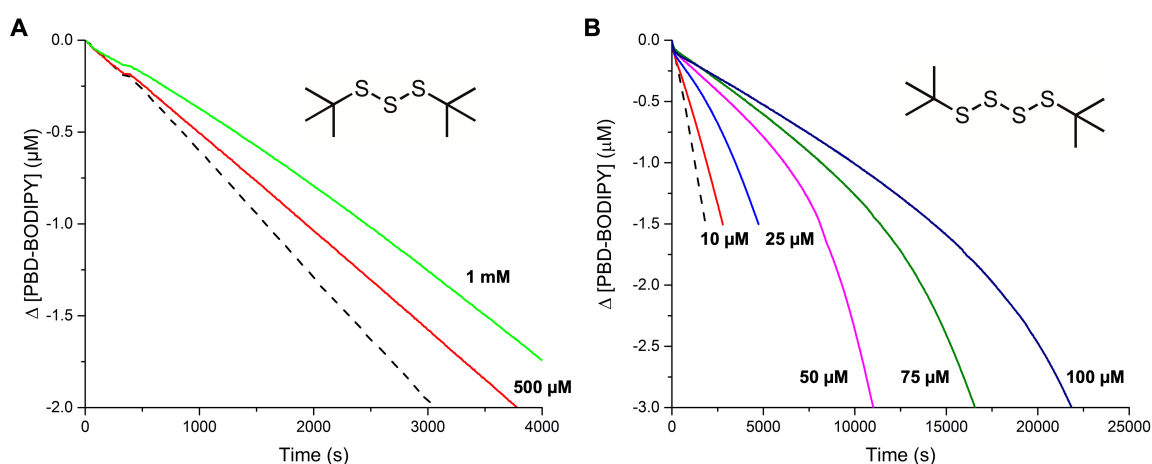 A
B
0.0
-0.5
-1.0
-1.5
-2.0
Δ [PBD-BODIPY] (μM)
0
1000
2000
3000
4000
Time (s)
S
S
S
1 mM
500 μM
0.0
-0.5
-1.0
-1.5
-2.0
-2.5
-3.0
Δ [PBD-BODIPY] (μM)
0
5000
10000
15000
20000
25000
Time (s)
S
S
S
S
10 μM
25 μM
50 μM
75 μM
100 μM